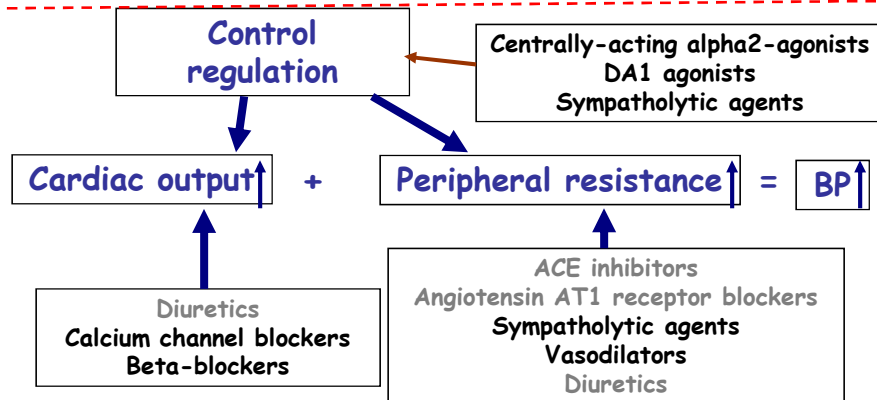 Control
regulation
Centrally-acting alpha2-agonists
DA1 agonists
Sympatholytic agents
Cardiac output + Peripheral resistance = BP
Diuretics
Calcium channel blockers
Beta-blockers
ACE inhibitors
Angiotensin AT1 receptor blockers
Sympatholytic agents
Vasodilators
Diuretics